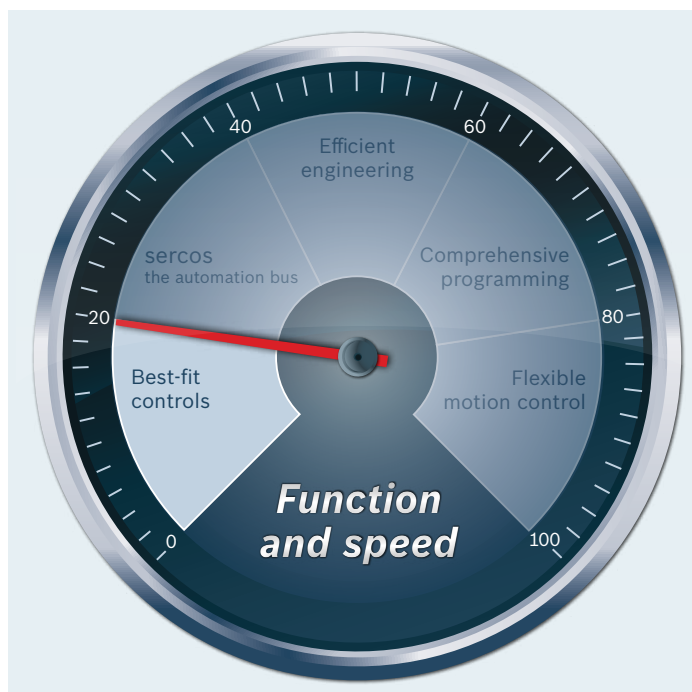 40
60
Efficient
engineering
sercos
the automation bus
Comprehensive
programming
20
80
Best-fit
controls
Flexible
motion control
Function
and speed
0
100